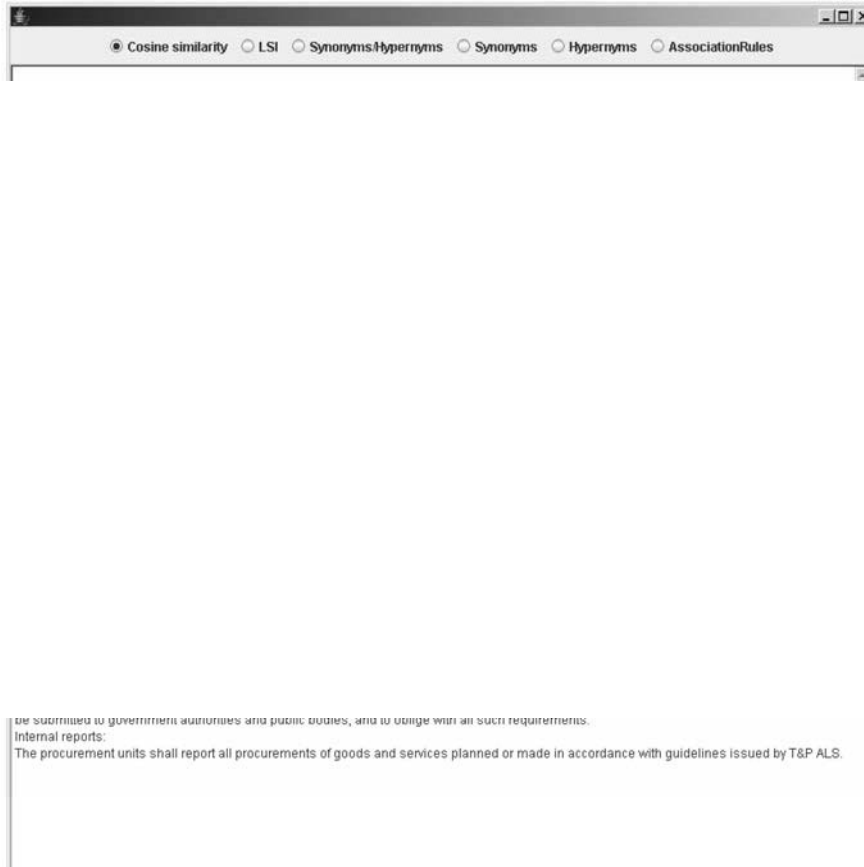 Cosine similarity LSI Synonyms/Hypernyms Synonyms Hypernyms AssociationRules
be submitted to government authorities and public bodies, and to oblige with all such requirements.
Internal reports:
The procurement units shall report all procurements of goods and services planned or made in accordance with guidelines issued by T&P ALS.